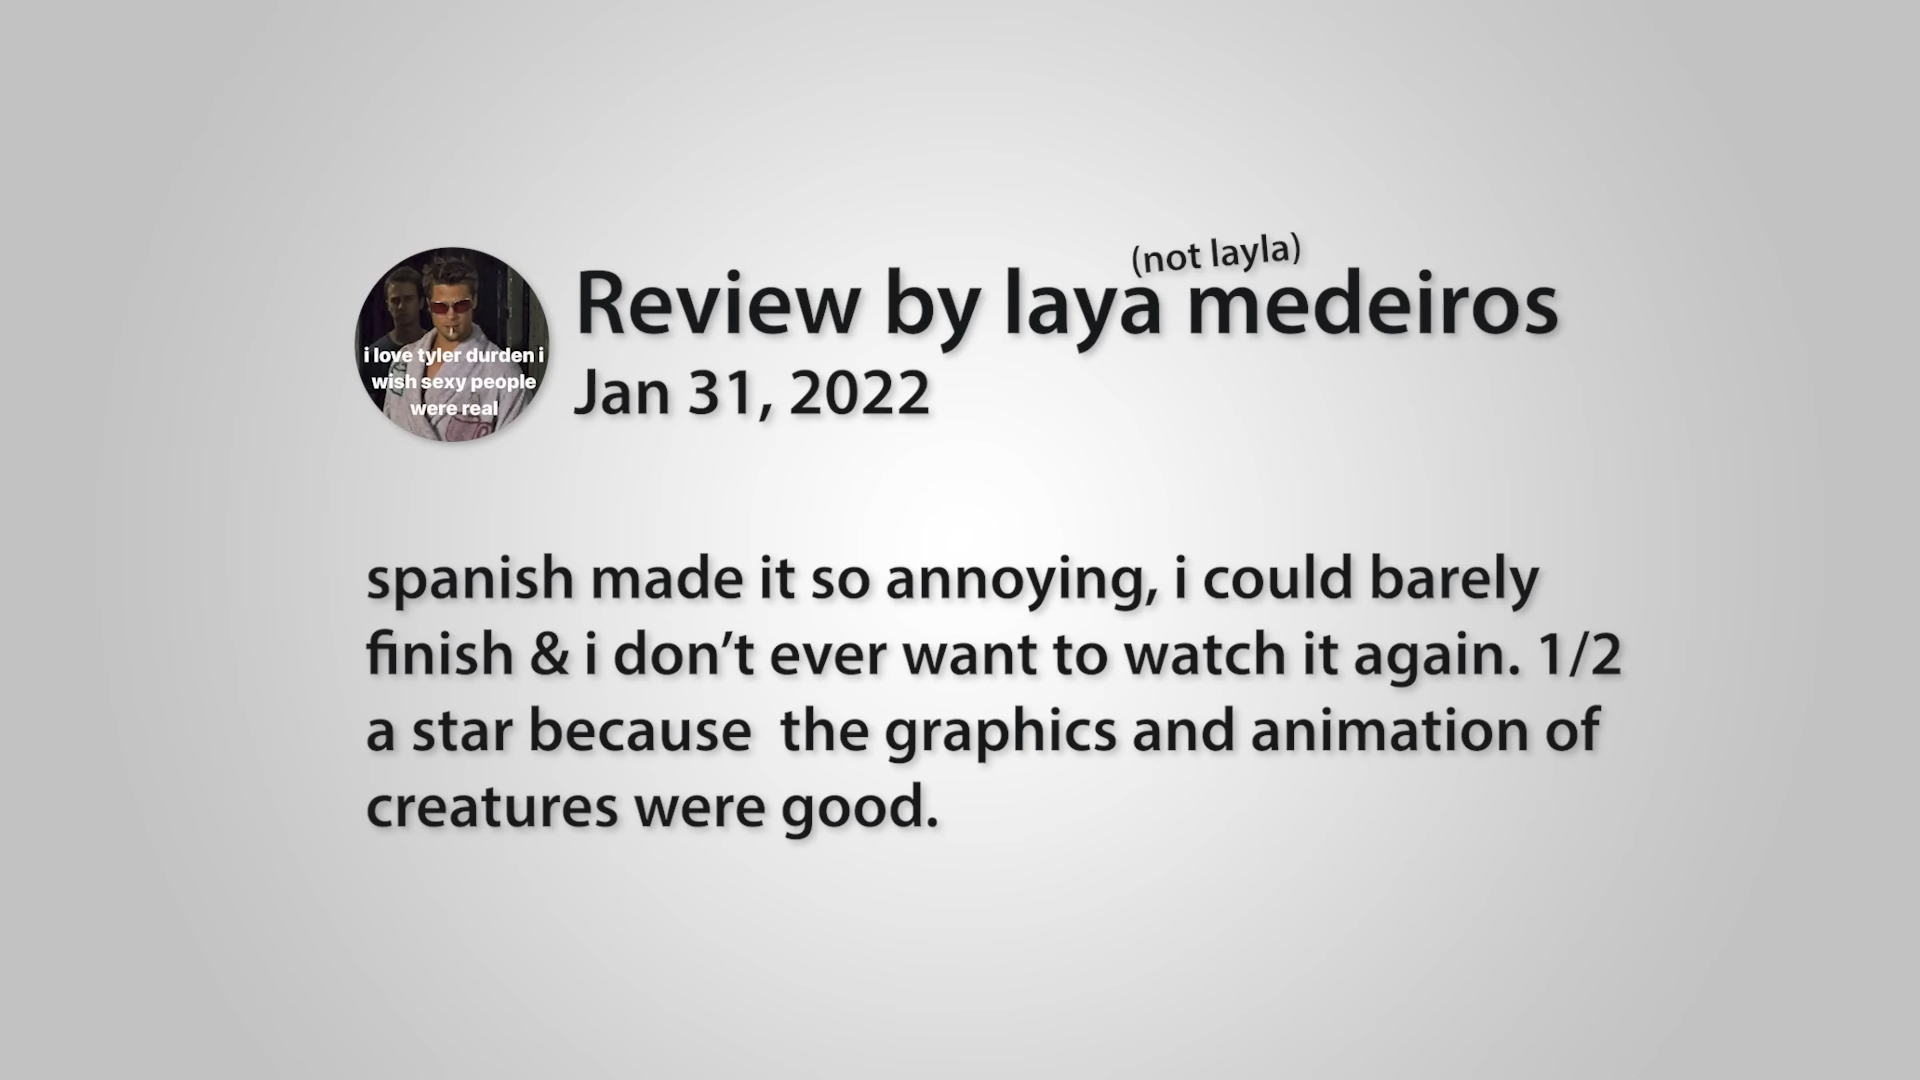 (not layla)
Review by laya medeiros
Jan 31, 2022
i love tyler durden i
wish sexy people
were real
spanish made it so annoying, i could barely
finish & i don’t ever want to watch it again. 1/2
a star because  the graphics and animation of
creatures were good.